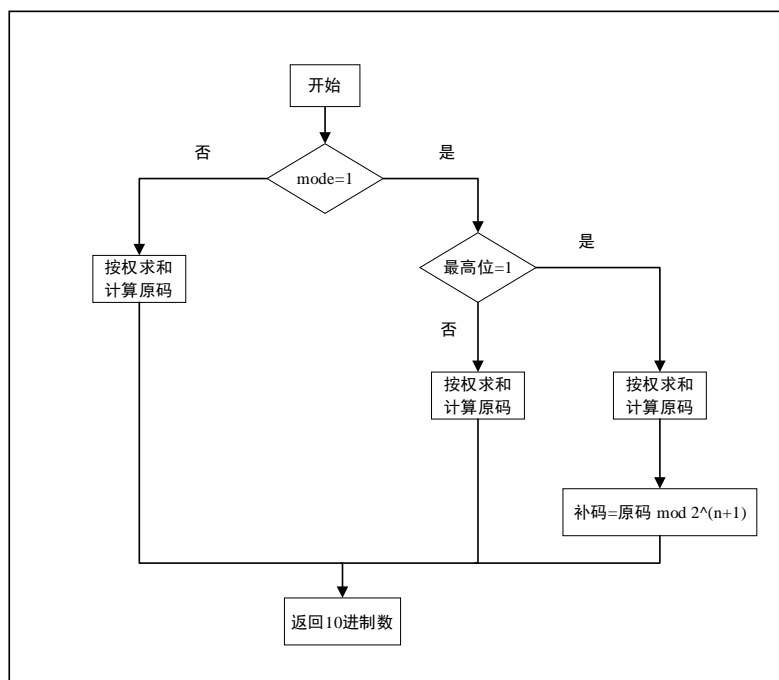 开始
否
是
mode=1
按权求和
计算原码
最高位=1
是
否
按权求和
计算原码
按权求和
计算原码
补码=原码 mod 2^(n+1)
返回10进制数